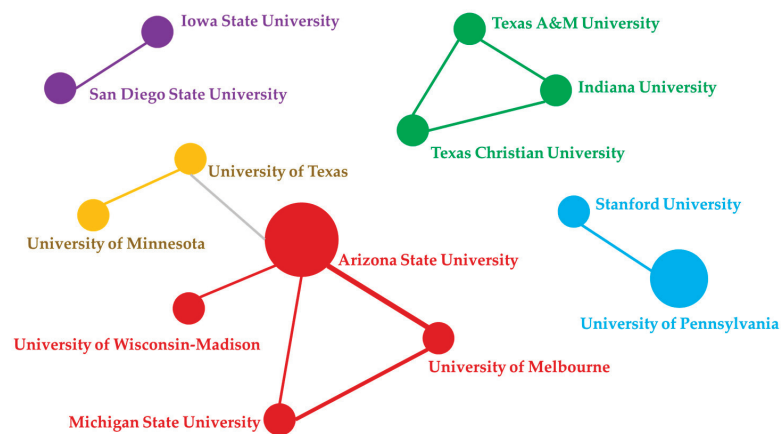 Iowa State University
Texas A&M University
Indiana University
San Diego State University
Texas Christian University
University of Texas
Stanford University
University of Minnesota
Arizona State University
University of Pennsylvania
University of Wisconsin-Madison
University of Melbourne
Michigan State University